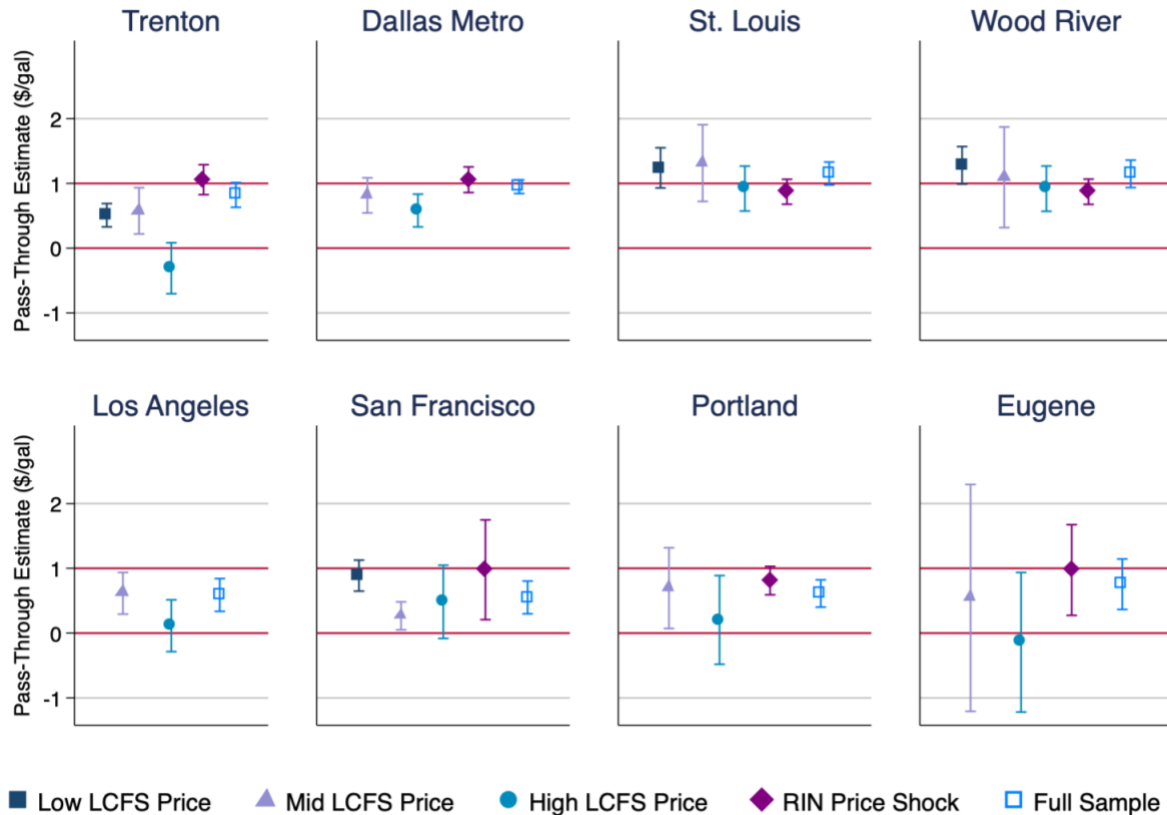 Trenton Dallas Metro St. Louis Wood River
Pass-Through Estimate ($/gal)
2
1
0
-1
Los Angeles San Francisco Portland Eugene
Pass-Through Estimate ($/gal)
2
1
0
-1
Low LCFS Price Mid LCFS Price High LCFS Price RIN Price Shock Full Sample